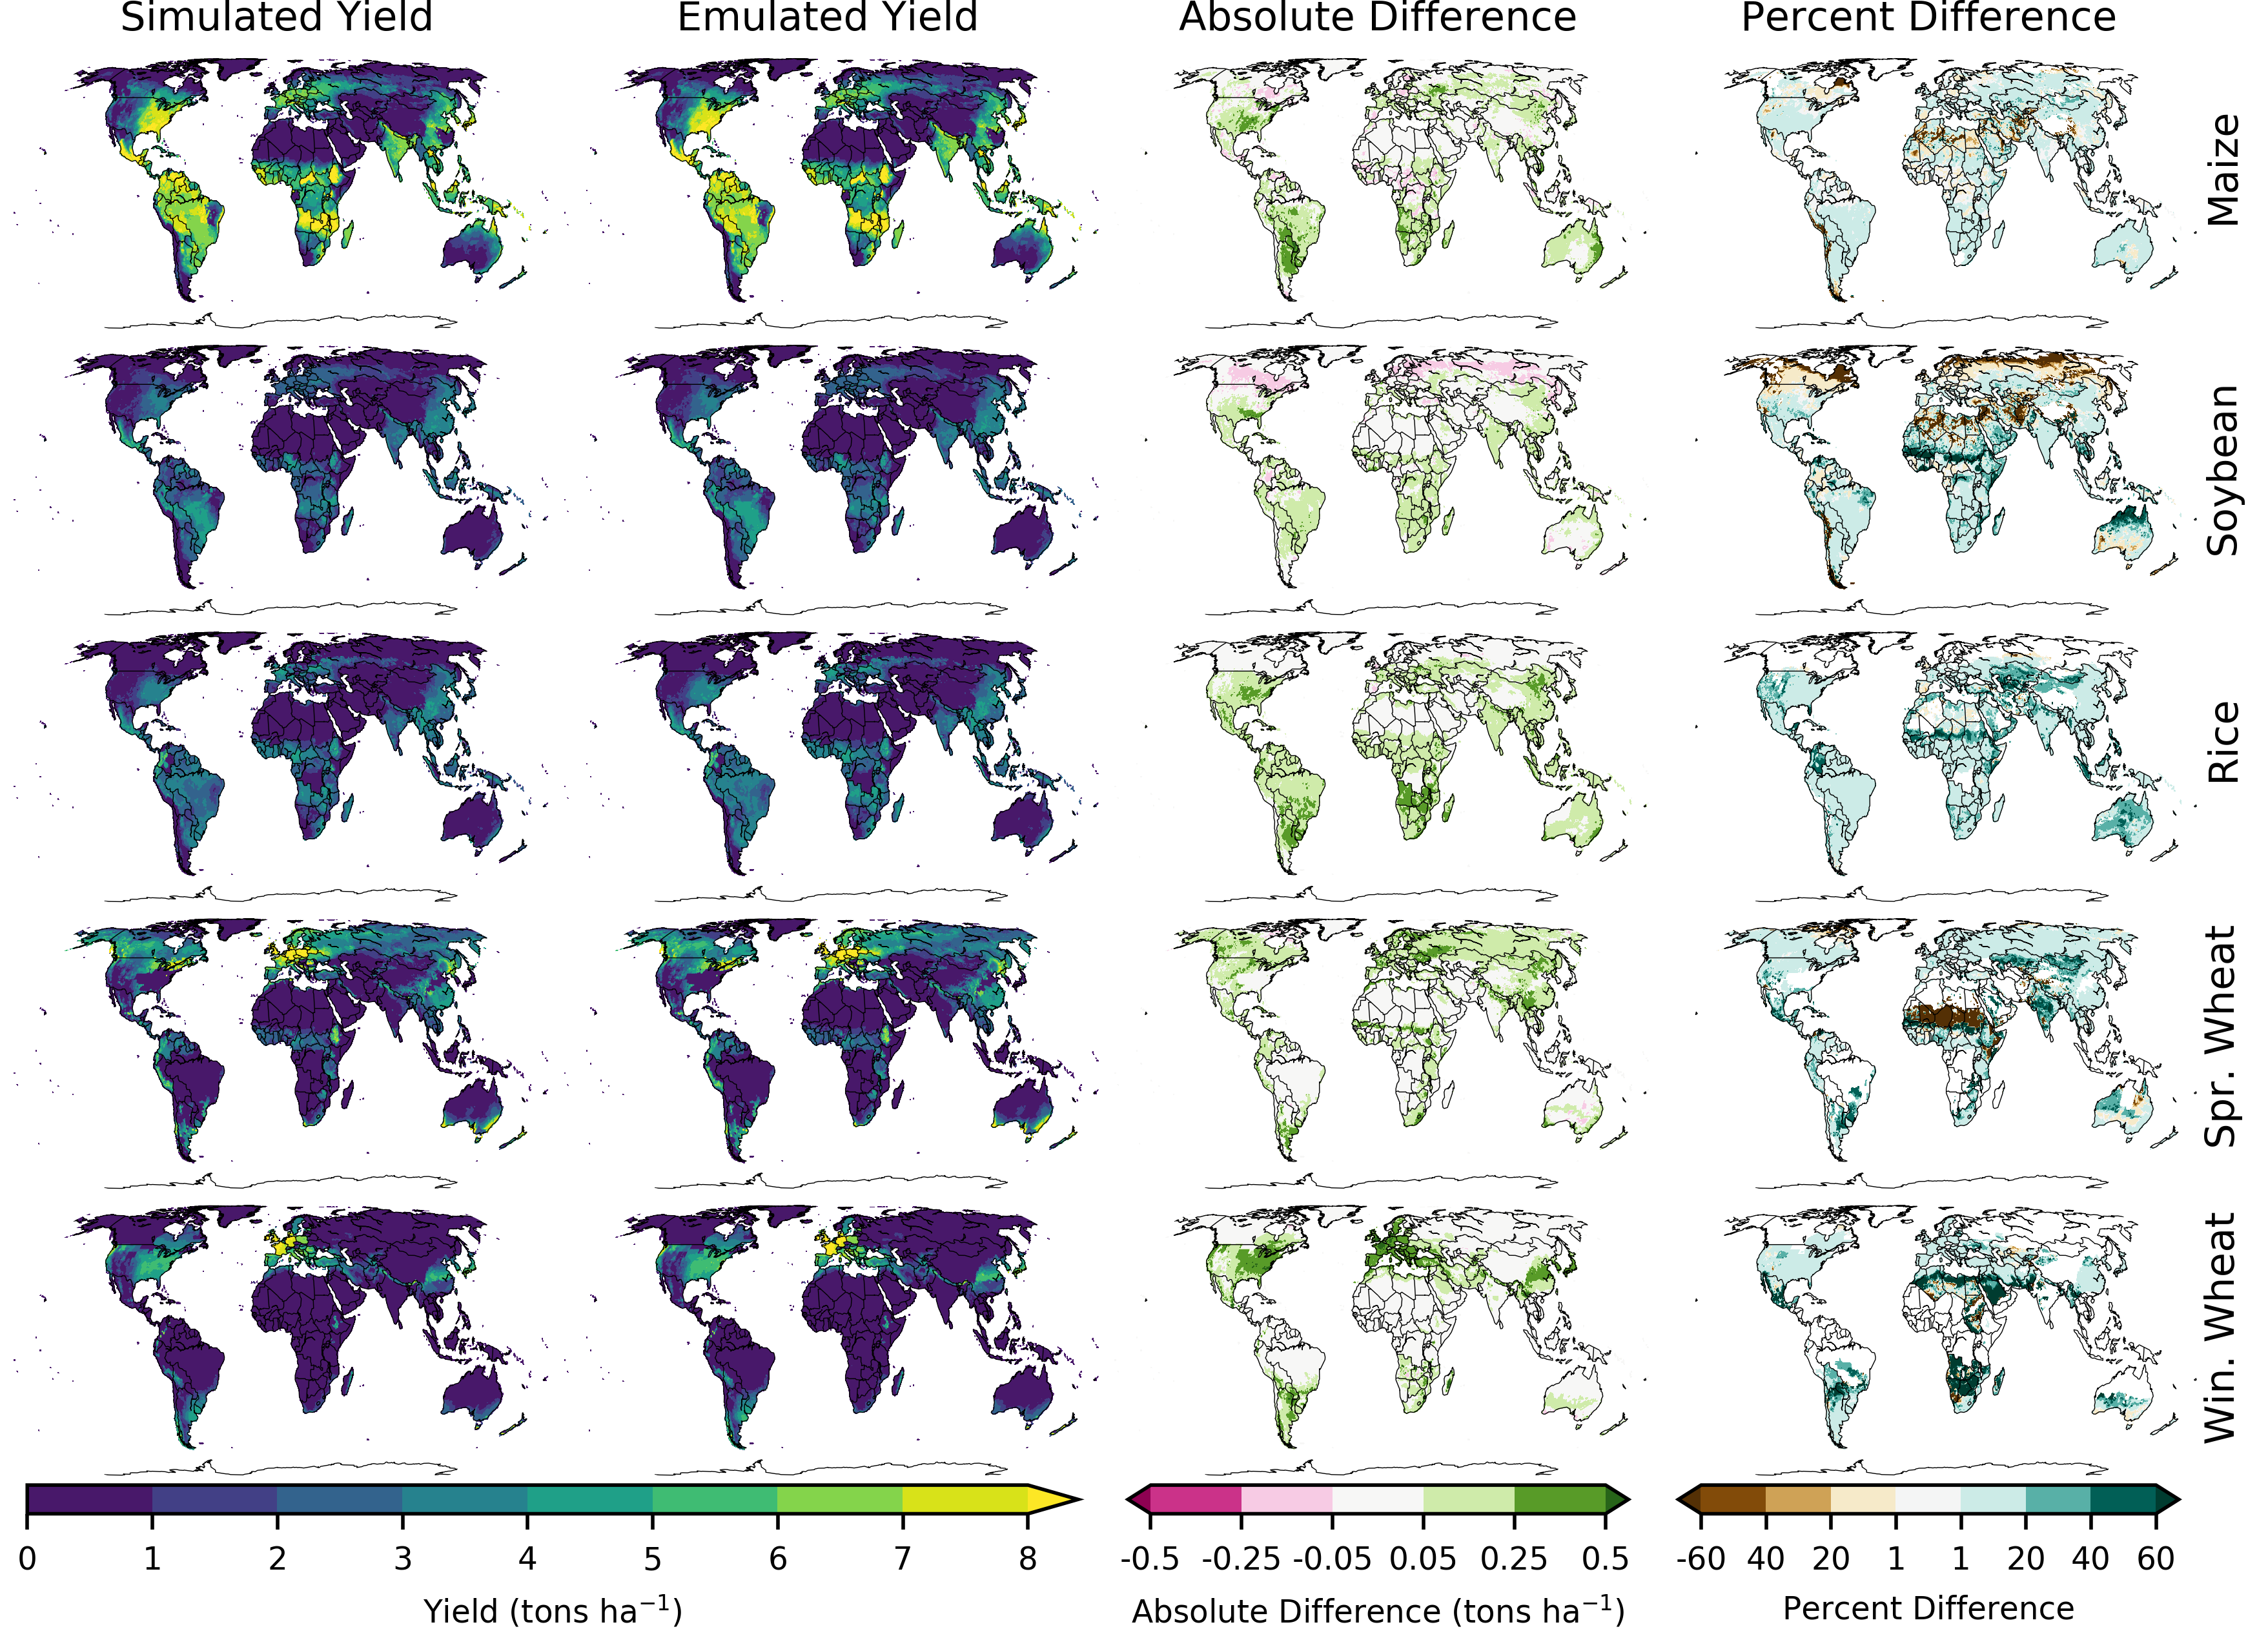 Simulated Yield Emulated Yield Absolute Difference Percent Difference
Maize
Soybean
Rice
Spr. Wheat
Win. Wheat
0 1 2 3 4 5 6 7 8 -0.5 -0.25 -0.05 0.05 0.25 0.5 -60 40 20 1 1 20 40 60
Yield (tons ha⁻¹) Absolute Difference (tons ha⁻¹) Percent Difference